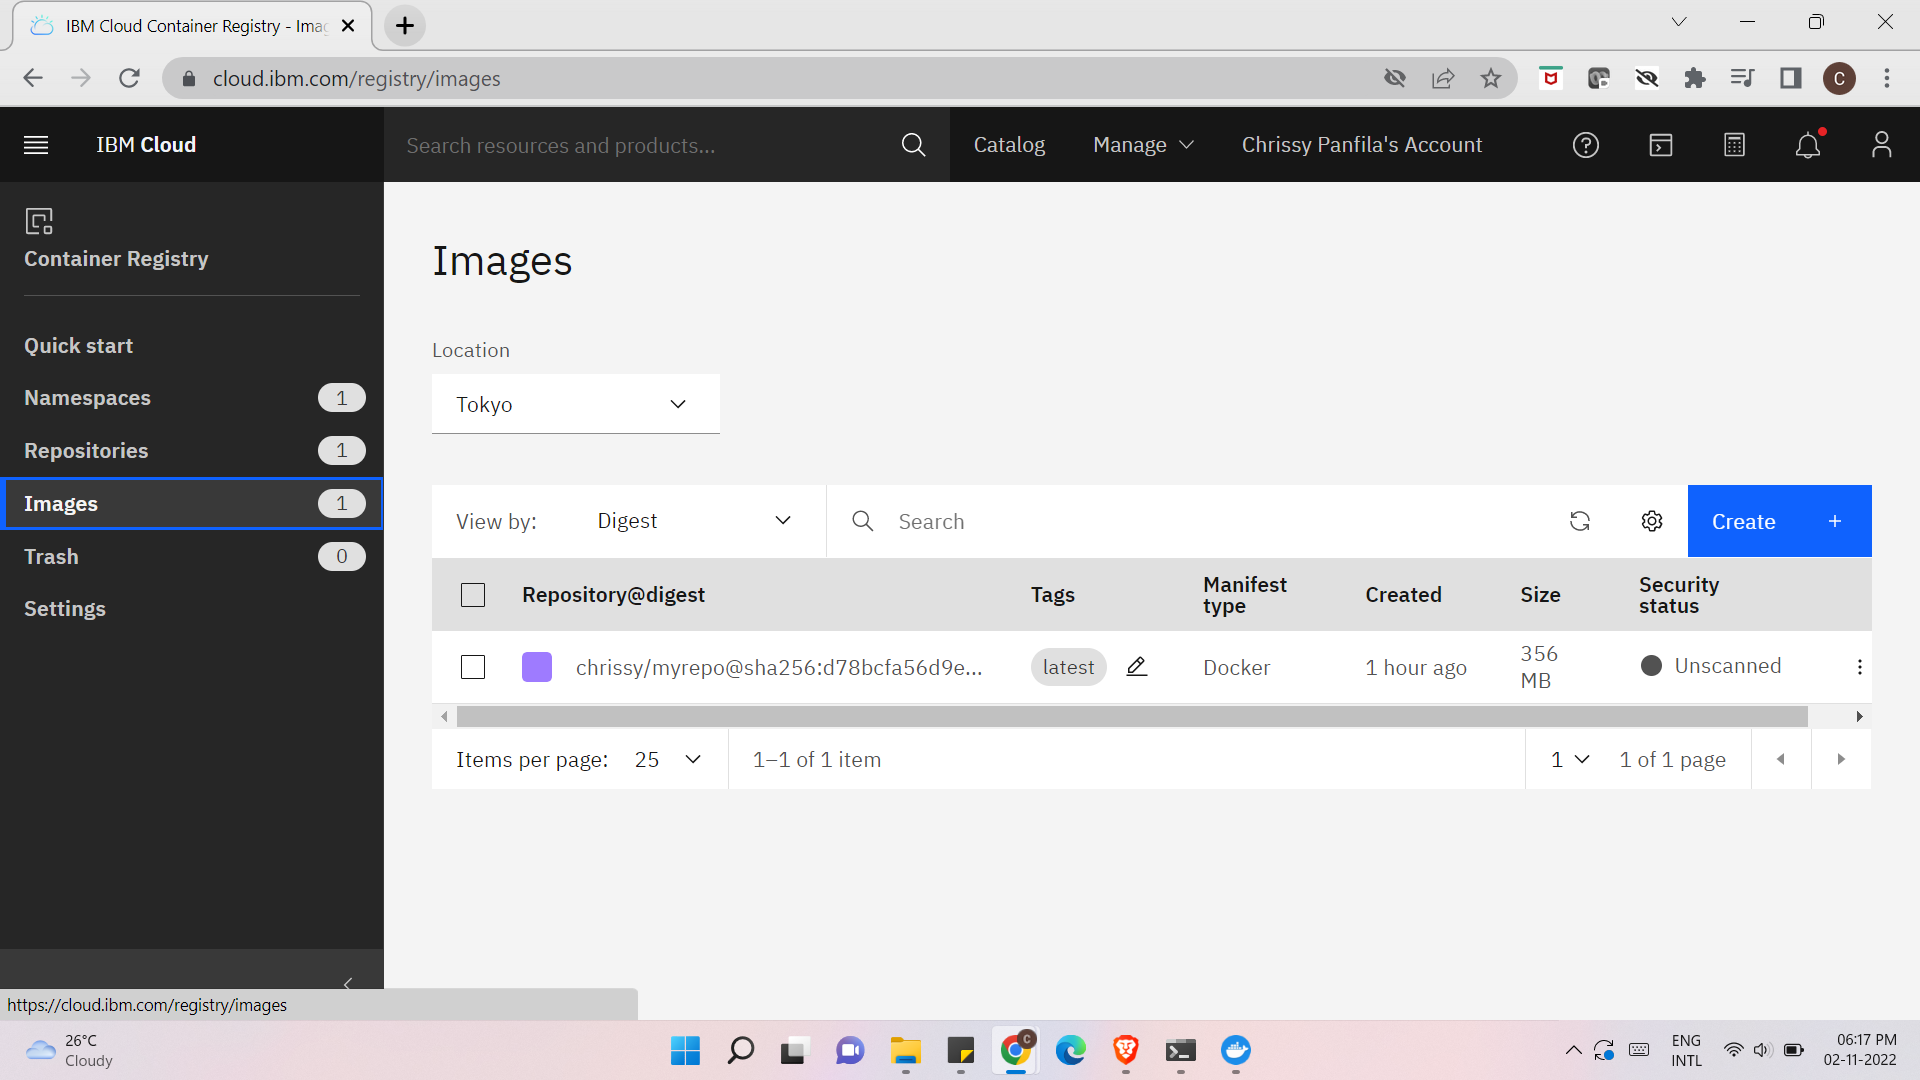 IBM Cloud Container Registry - Imag
cloud.ibm.com/registry/images
C
IBM Cloud
Search resources and products...
Catalog
Manage
Chrissy Panfila's Account
Container Registry
Quick start
Namespaces 1
Repositories 1
Images 1
Trash 0
Settings
Images
Location
Tokyo
View by: Digest
Search
Create +
Repository@digest Tags Manifest type Created Size Security status
chrissy/myrepo@sha256:d78bcfa56d9e... latest Docker 1 hour ago 356 MB Unscanned
Items per page: 25 1–1 of 1 item 1 1 of 1 page
https://cloud.ibm.com/registry/images
26°C
Cloudy
C
ENG
INTL
06:17 PM
02-11-2022